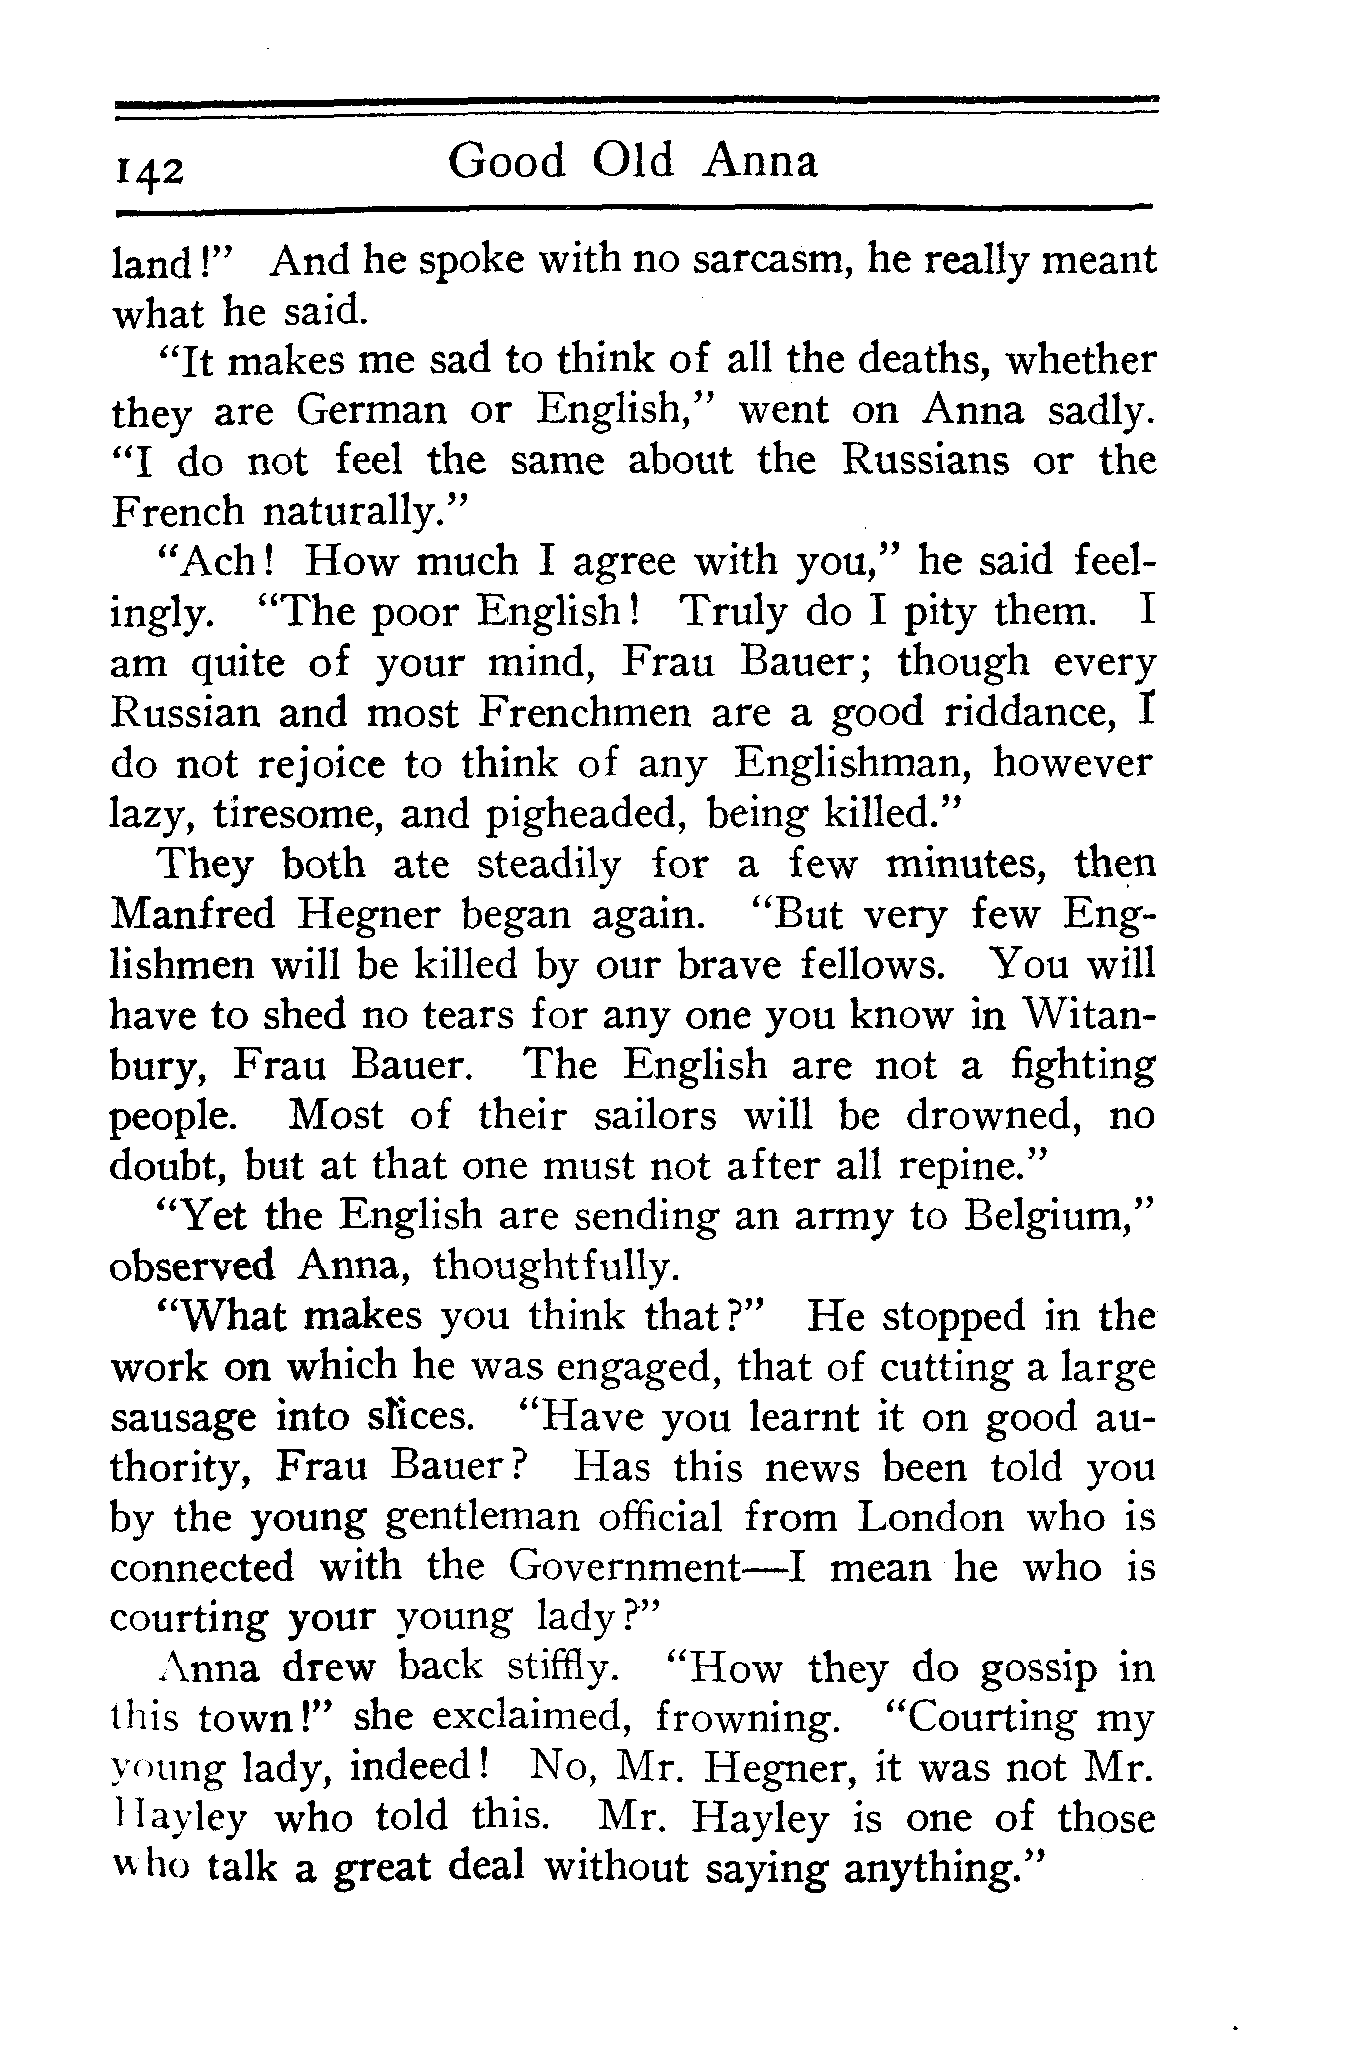 142 Good Old Anna
land!" And he spoke with no sarcasm, he really meant
what he said.
"It makes me sad to think of all the deaths, whether
they are German or English," went on Anna sadly.
"I do not feel the same about the Russians or the
French naturally."
"Ach! How much I agree with you," he said feel-
ingly. "The poor English! Truly do I pity them. I
am quite of your mind, Frau Bauer; though every
Russian and most Frenchmen are a good riddance, I
do not rejoice to think of any Englishman, however
lazy, tiresome, and pigheaded, being killed."
They both ate steadily for a few minutes, then
Manfred Hegner began again. "But very few Eng-
lishmen will be killed by our brave fellows. You will
have to shed no tears for any one you know in Witan-
bury, Frau Bauer. The English are not a fighting
people. Most of their sailors will be drowned, no
doubt, but at that one must not after all repine."
"Yet the English are sending an army to Belgium,"
observed Anna, thoughtfully.
"What makes you think that?" He stopped in the
work on which he was engaged, that of cutting a large
sausage into slices. "Have you learnt it on good au-
thority, Frau Bauer? Has this news been told you
by the young gentleman official from London who is
connected with the Government—I mean he who is
courting your young lady?"
Anna drew back stiffly. "How they do gossip in
this town!" she exclaimed, frowning. "Courting my
young lady, indeed! No, Mr. Hegner, it was not Mr.
Hayley who told this. Mr. Hayley is one of those
who talk a great deal without saying anything."